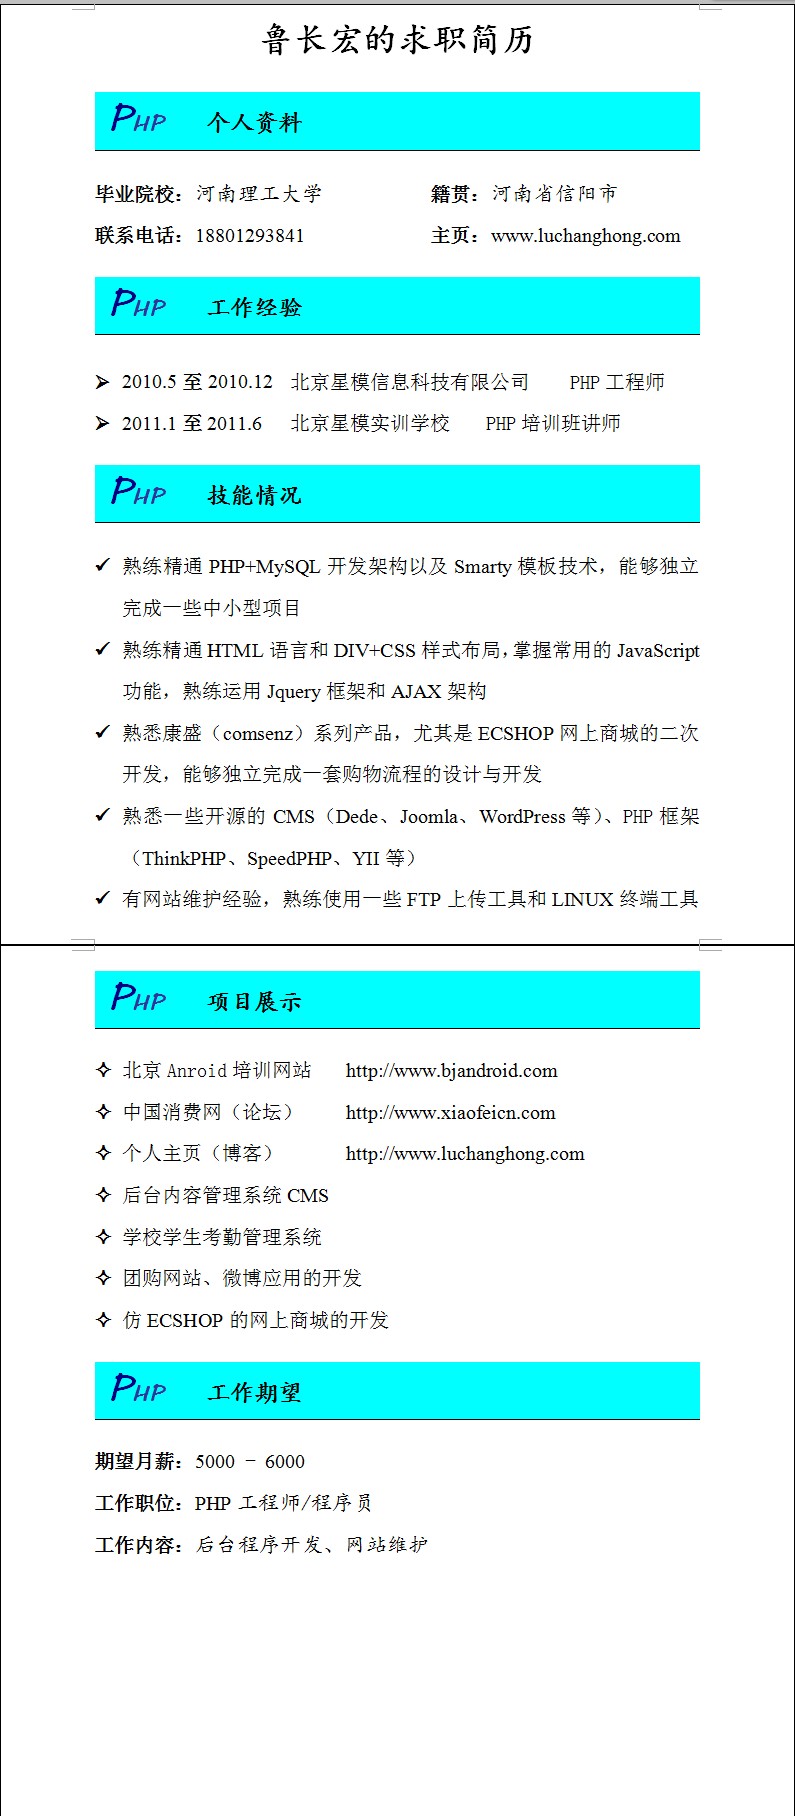 鲁长宏的求职简历
PHP 个人资料
毕业院校：河南理工大学 籍贯：河南省信阳市
联系电话：18801293841 主页：www.luchanghong.com
PHP 工作经验
➢ 2010.5 至 2010.12 北京星模信息科技有限公司 PHP 工程师
➢ 2011.1 至 2011.6 北京星模实训学校 PHP 培训班讲师
PHP 技能情况
✓ 熟练精通 PHP+MySQL 开发架构以及 Smarty 模板技术，能够独立
完成一些中小型项目
✓ 熟练精通 HTML 语言和 DIV+CSS 样式布局，掌握常用的 JavaScript
功能，熟练运用 Jquery 框架和 AJAX 架构
✓ 熟悉康盛（comsenz）系列产品，尤其是 ECSHOP 网上商城的二次
开发，能够独立完成一套购物流程的设计与开发
✓ 熟悉一些开源的 CMS（Dede、Joomla、WordPress 等）、PHP 框架
（ThinkPHP、SpeedPHP、YII 等）
✓ 有网站维护经验，熟练使用一些 FTP 上传工具和 LINUX 终端工具
PHP 项目展示
✧ 北京 Anroid 培训网站 http://www.bjandroid.com
✧ 中国消费网（论坛） http://www.xiaofeicn.com
✧ 个人主页（博客） http://www.luchanghong.com
✧ 后台内容管理系统 CMS
✧ 学校学生考勤管理系统
✧ 团购网站、微博应用的开发
✧ 仿 ECSHOP 的网上商城的开发
PHP 工作期望
期望月薪：5000 - 6000
工作职位：PHP 工程师/程序员
工作内容：后台程序开发、网站维护